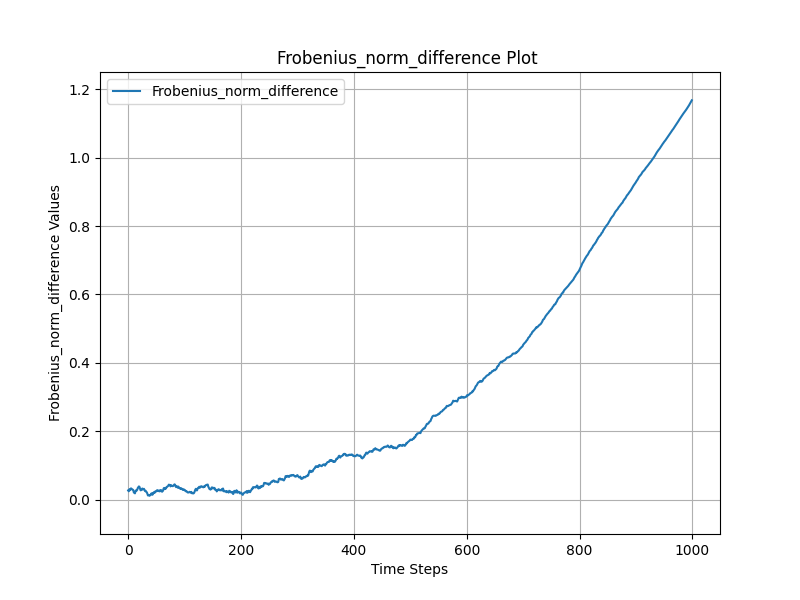 Frobenius_norm_difference Plot
Frobenius_norm_difference
1.2
1.0
0.8
0.6
0.4
0.2
0.0
Frobenius_norm_difference Values
0 200 400 600 800 1000
Time Steps